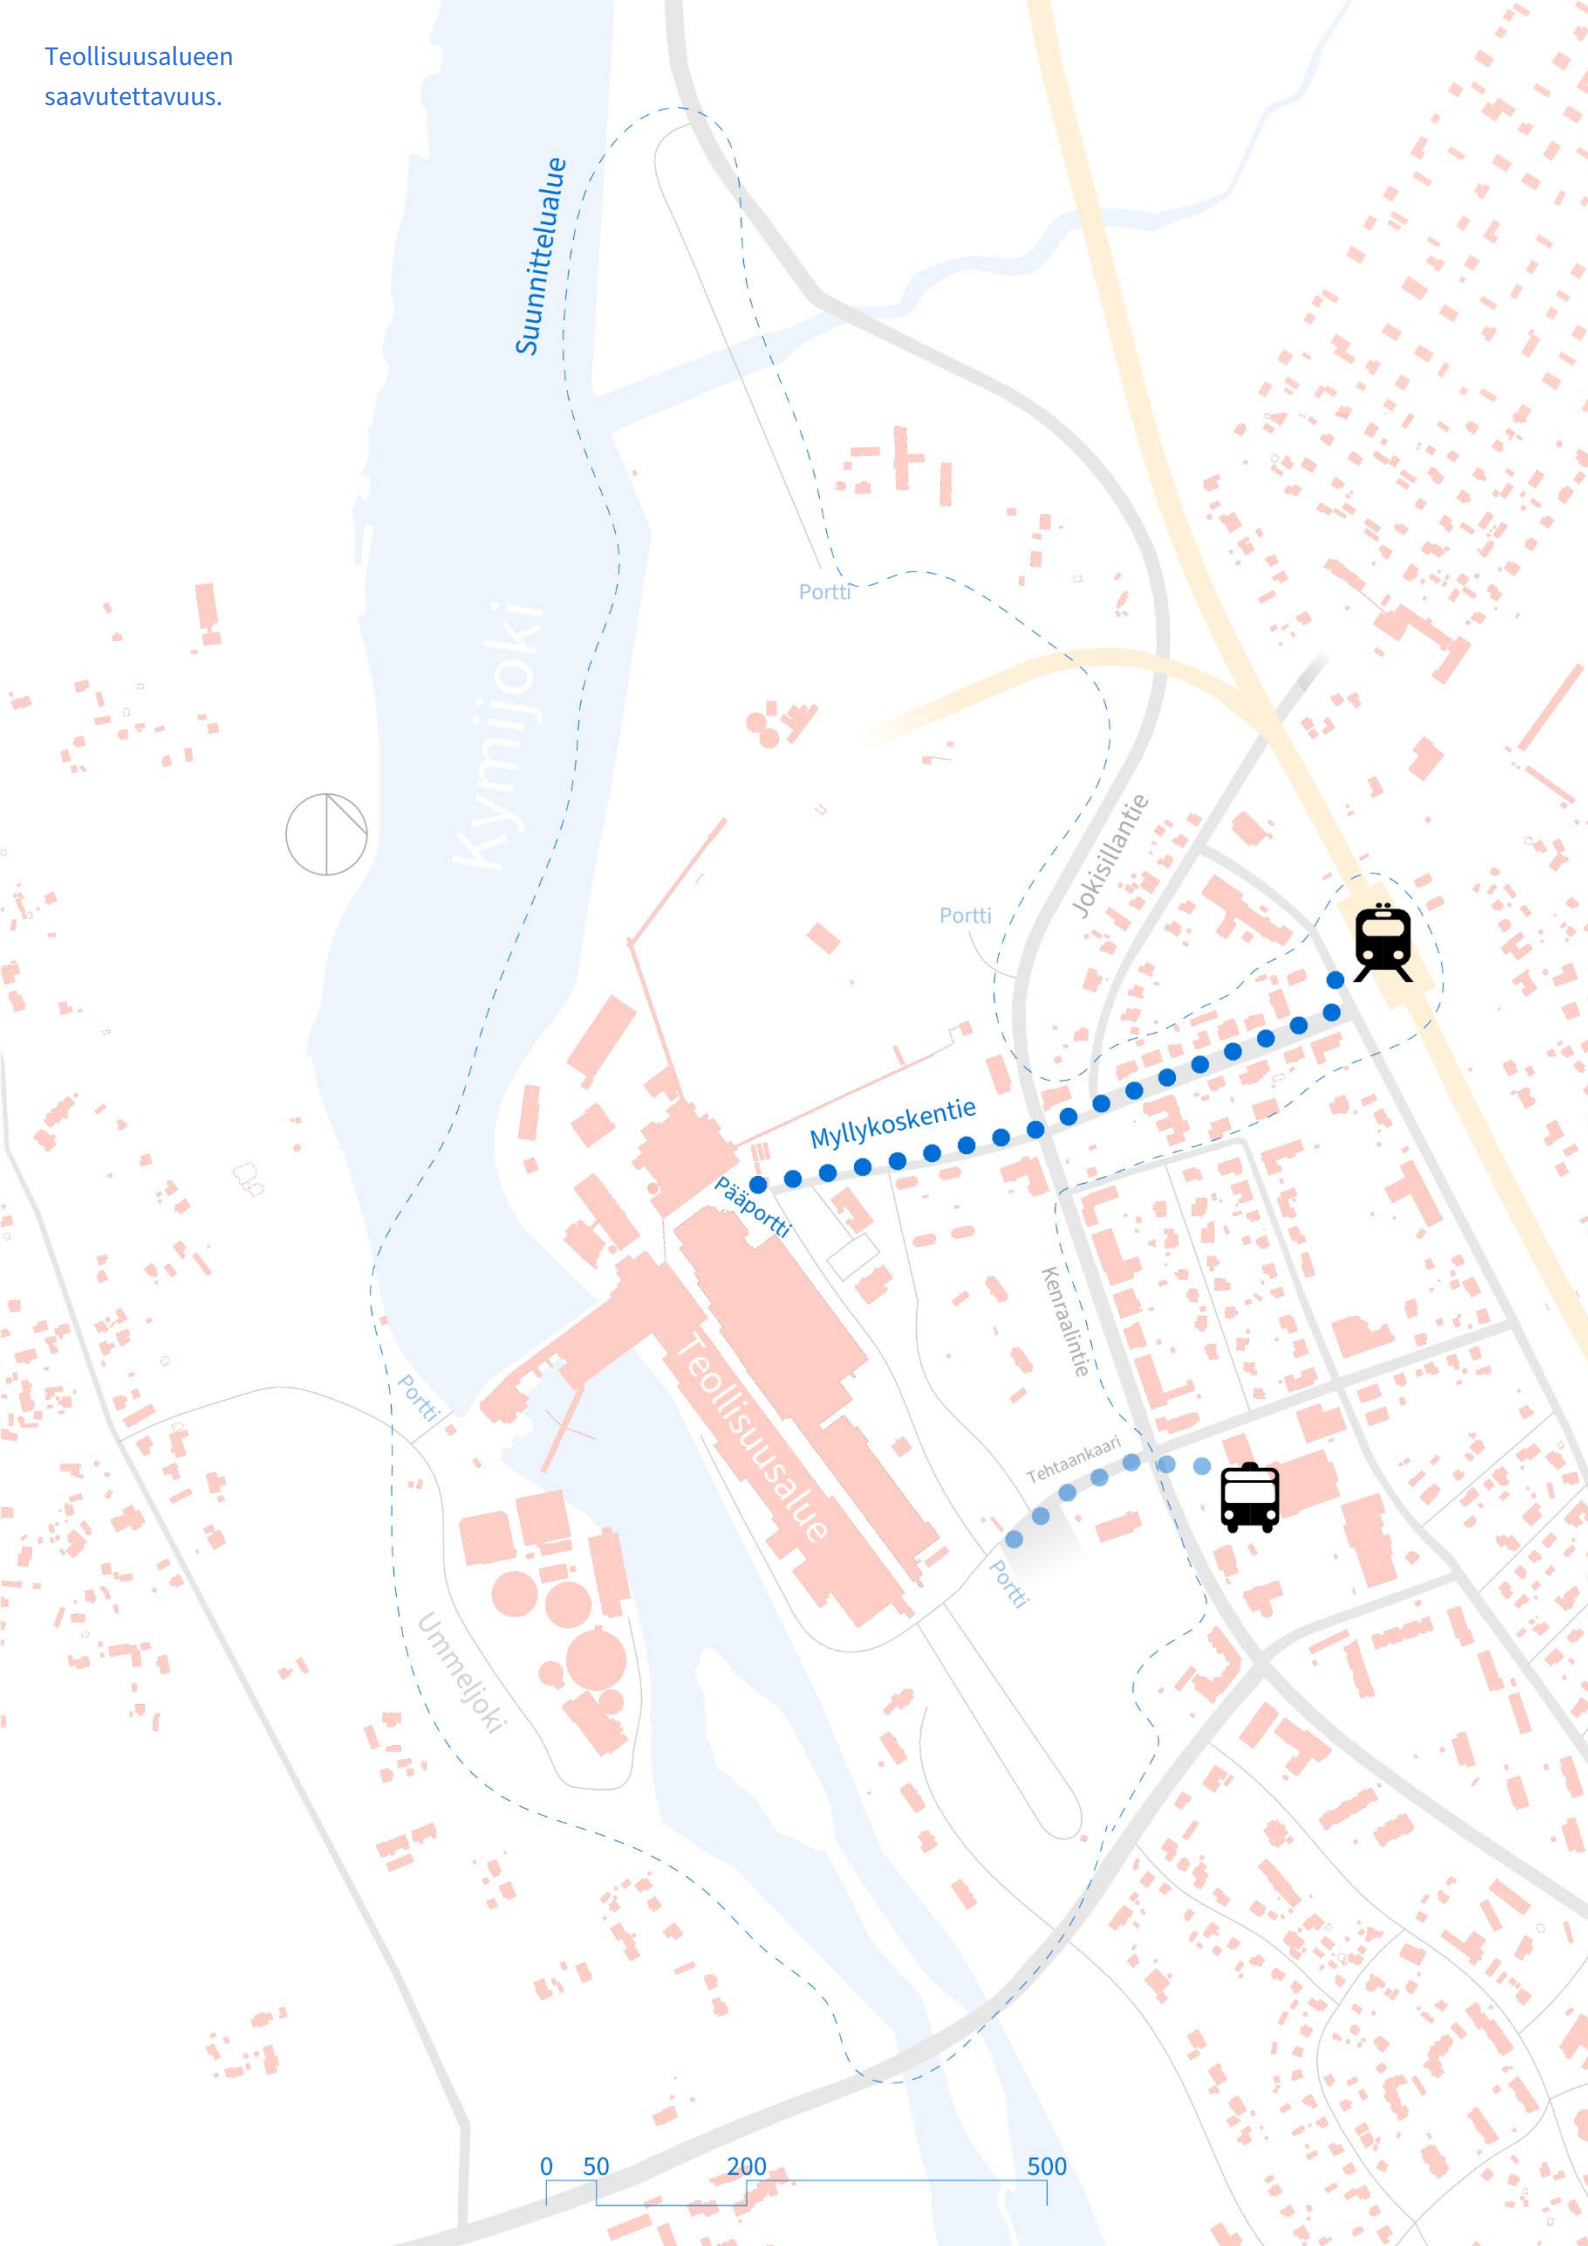 Teollisuusalueen
saavutettavuus.
Suunnittelualue
Portti
Kymijoki
Jokisillantie
Portti
Myllykoskentie
Pääportti
Kenraalintie
Teollisuusalue
Portti
Tehtaankaari
Portti
Ummeljoki
0 50 200 500